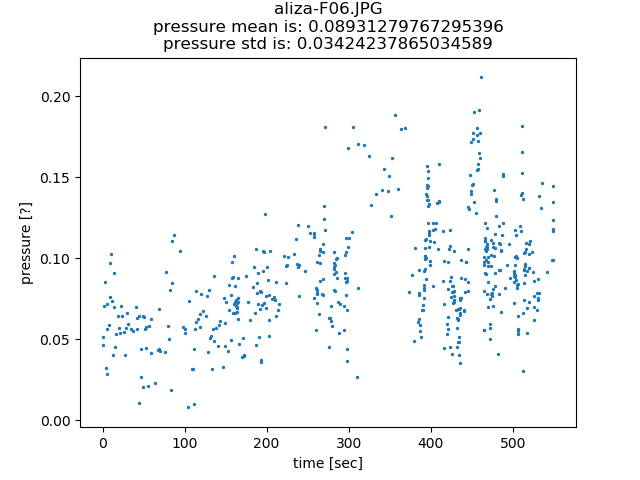 aliza-F06.JPG
pressure mean is: 0.08931279767295396
pressure std is: 0.03424237865034589
0.20
0.15
0.10
0.05
0.00
pressure [?]
0 100 200 300 400 500
time [sec]